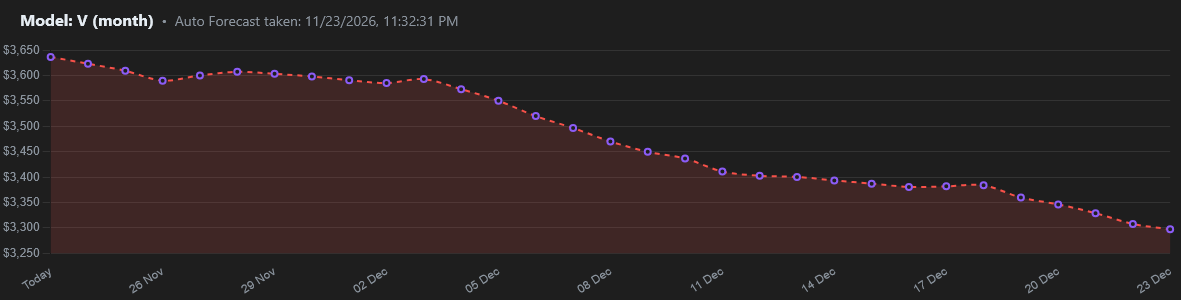 Model: V (month) • Auto Forecast taken: 11/23/2026, 11:32:31 PM
$3,650
$3,600
$3,550
$3,500
$3,450
$3,400
$3,350
$3,300
$3,250
Today
26 Nov
29 Nov
02 Dec
05 Dec
08 Dec
11 Dec
14 Dec
17 Dec
20 Dec
23 Dec